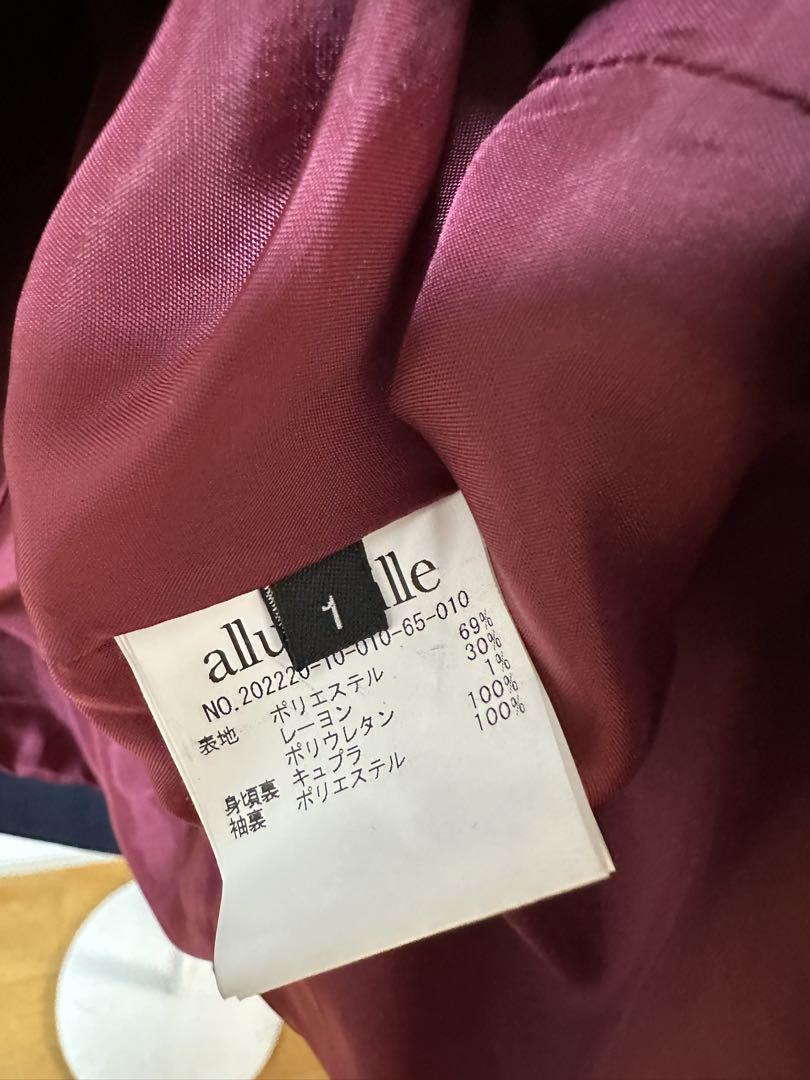 1
NO.202220-10-010-65-010
表地 ポリエステル 69%
レーヨン 30%
ポリウレタン 1%
身頃裏 キュプラ 100%
袖裏 ポリエステル 100%